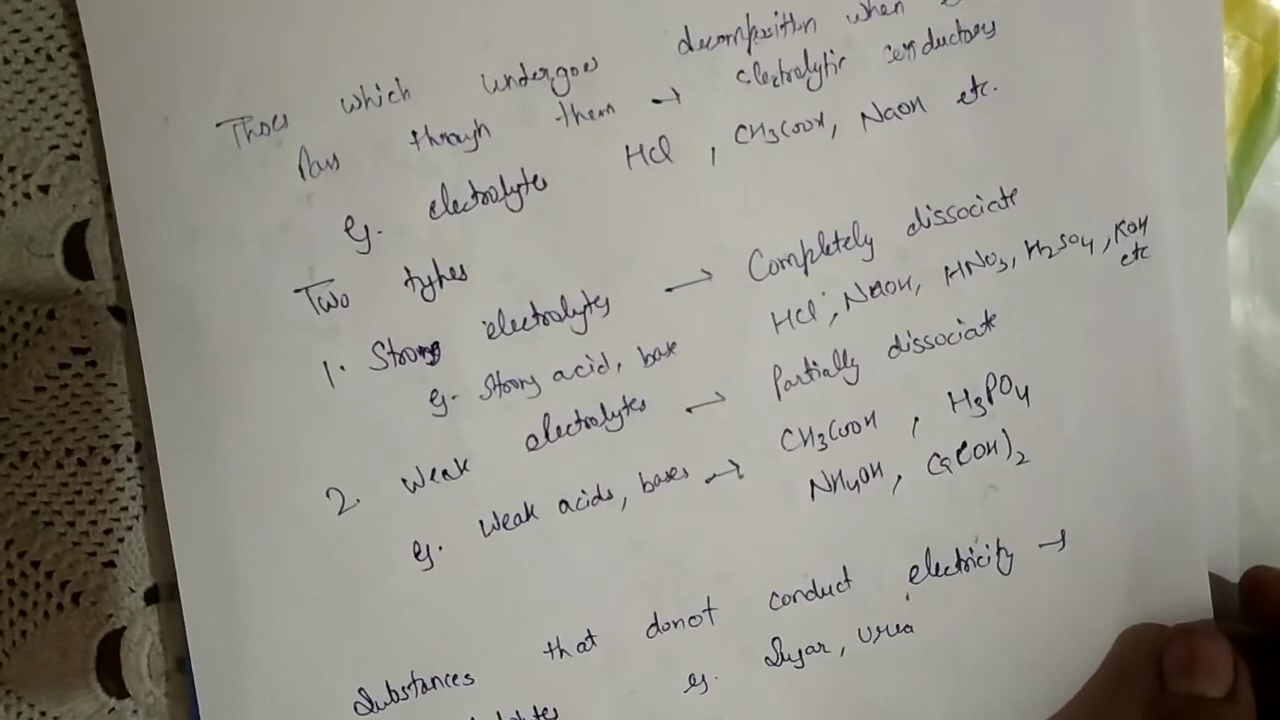 Thoes which undergoes decomposition when
Pass through them → electrolytic conductors
eg. electrolytes HCl, CH3COOH, NaOH etc.
Two types
1. Strong electrolytes → Completely dissociate
eg. Strong acid, base HCl, NaOH, HNO3, H2SO4, KOH etc
2. Weak electrolytes → Partially dissociate
eg. Weak acids, bases → CH3COOH, H3PO4
NH4OH, Ca(OH)2
Substances that donot conduct electricity →
eg. Sugar, urea